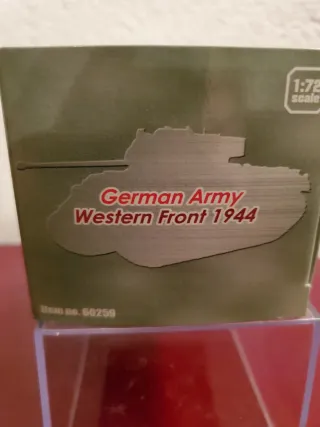 1:72
scale
German Army
Western Front 1944
Item no. 60259